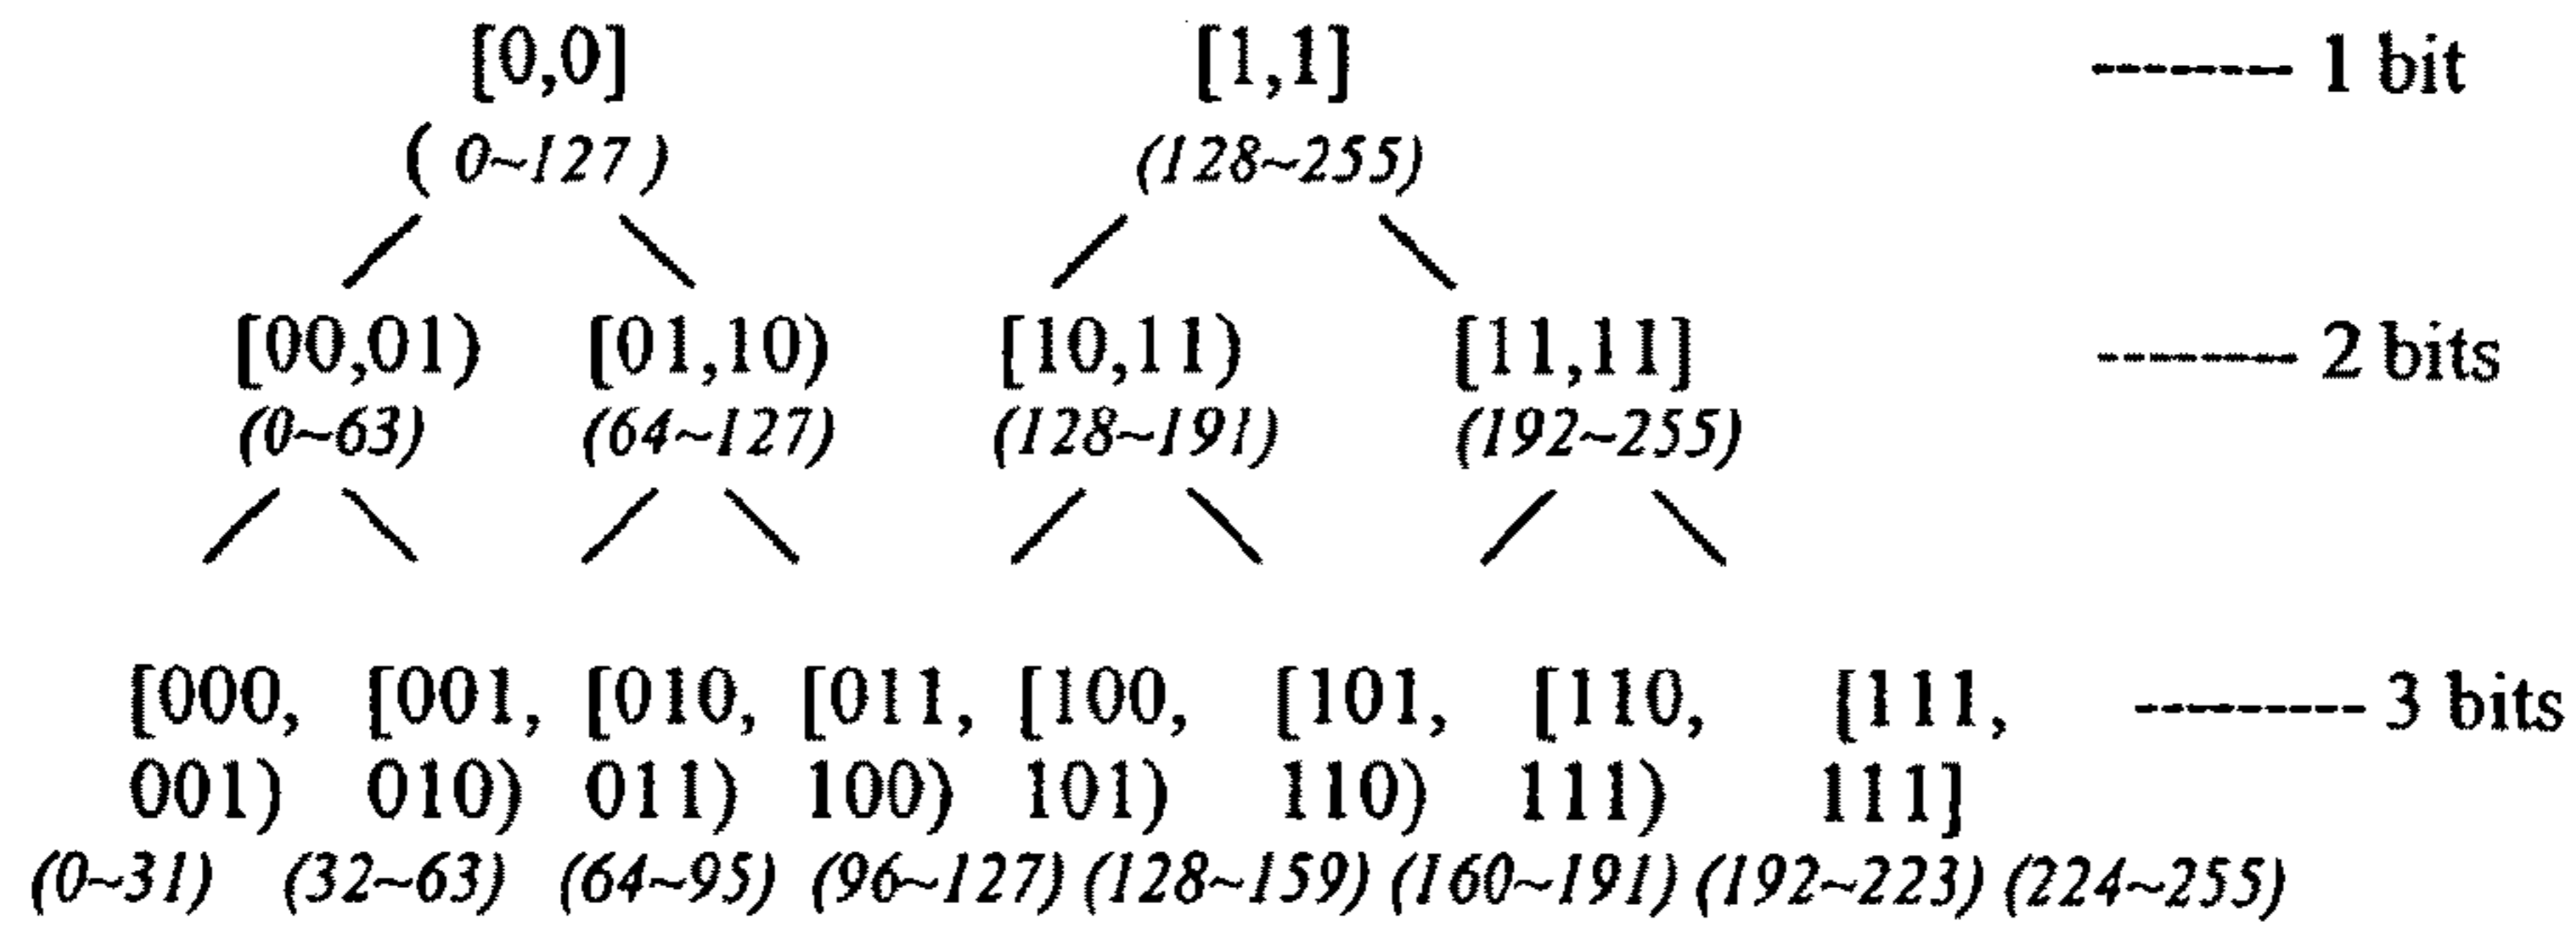 [0,0] [1,1] ------- 1 bit
( 0~127 ) (128~255)
[00,01) [01,10) [10,11) [11,11] ------- 2 bits
(0~63) (64~127) (128~191) (192~255)
[000, [001, [010, [011, [100, [101, [110, [111, --------- 3 bits
001) 010) 011) 100) 101) 110) 111) 111]
(0~31) (32~63) (64~95) (96~127) (128~159) (160~191) (192~223) (224~255)